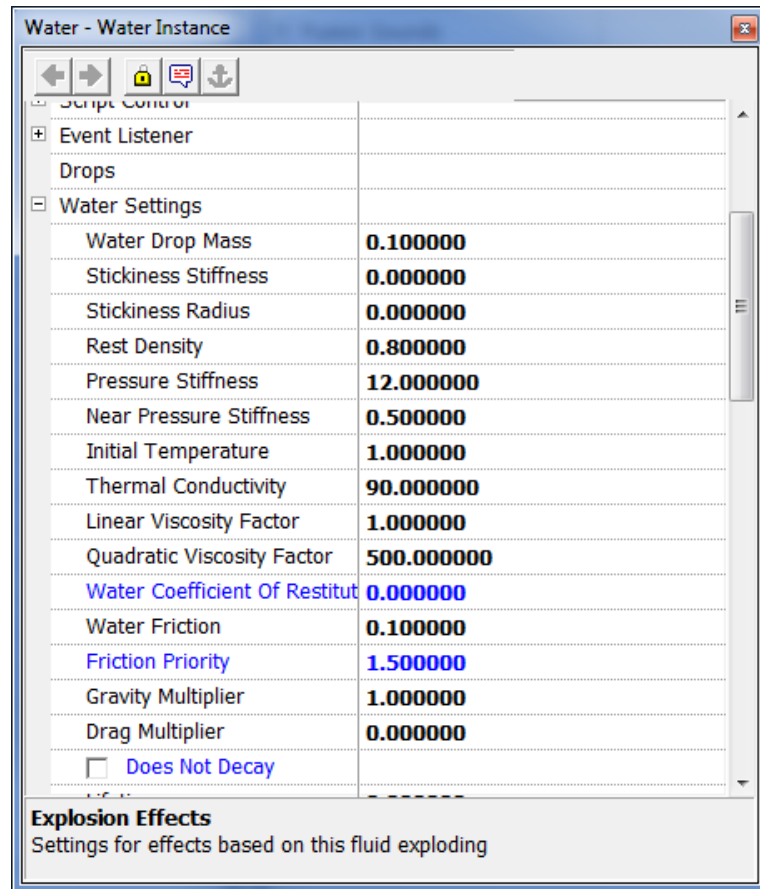 Water - Water Instance
Script Control
Event Listener
Drops
Water Settings
Water Drop Mass 0.100000
Stickiness Stiffness 0.000000
Stickiness Radius 0.000000
Rest Density 0.800000
Pressure Stiffness 12.000000
Near Pressure Stiffness 0.500000
Initial Temperature 1.000000
Thermal Conductivity 90.000000
Linear Viscosity Factor 1.000000
Quadratic Viscosity Factor 500.000000
Water Coefficient Of Restitut 0.000000
Water Friction 0.100000
Friction Priority 1.500000
Gravity Multiplier 1.000000
Drag Multiplier 0.000000
Does Not Decay
Explosion Effects
Settings for effects based on this fluid exploding